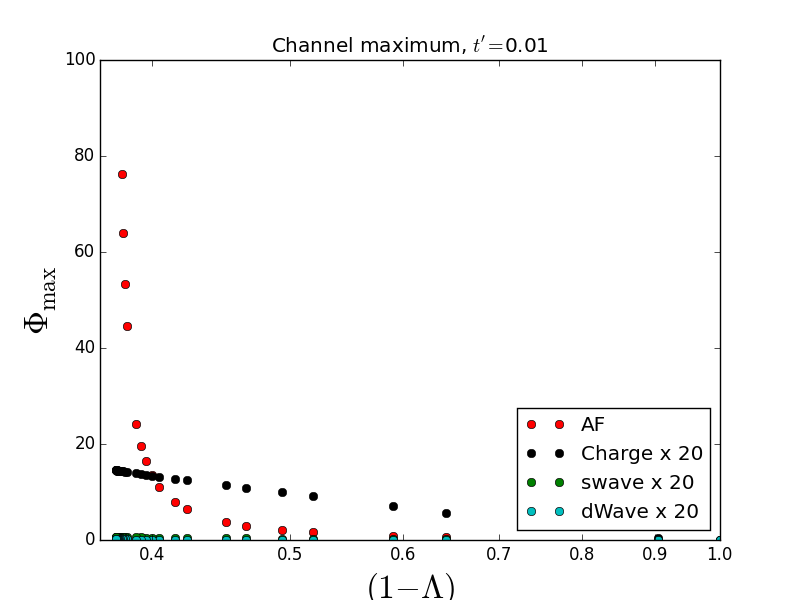 Channel maximum, t′=0.01
100
80
60
40
20
0
Φmax
AF
Charge x 20
swave x 20
dWave x 20
0.4 0.5 0.6 0.7 0.8 0.9 1.0
(1−Λ)